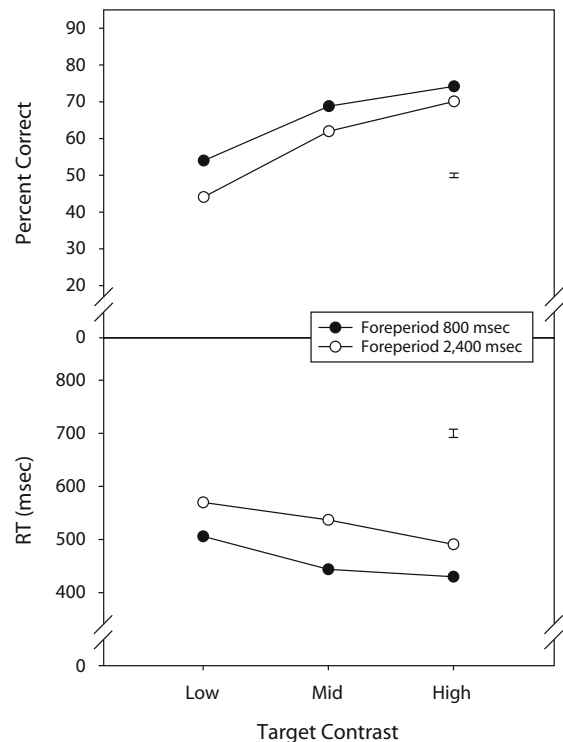 Percent Correct
90
80
70
60
50
40
30
20
0
Foreperiod 800 msec
Foreperiod 2,400 msec
RT (msec)
800
700
600
500
400
0
Low Mid High
Target Contrast